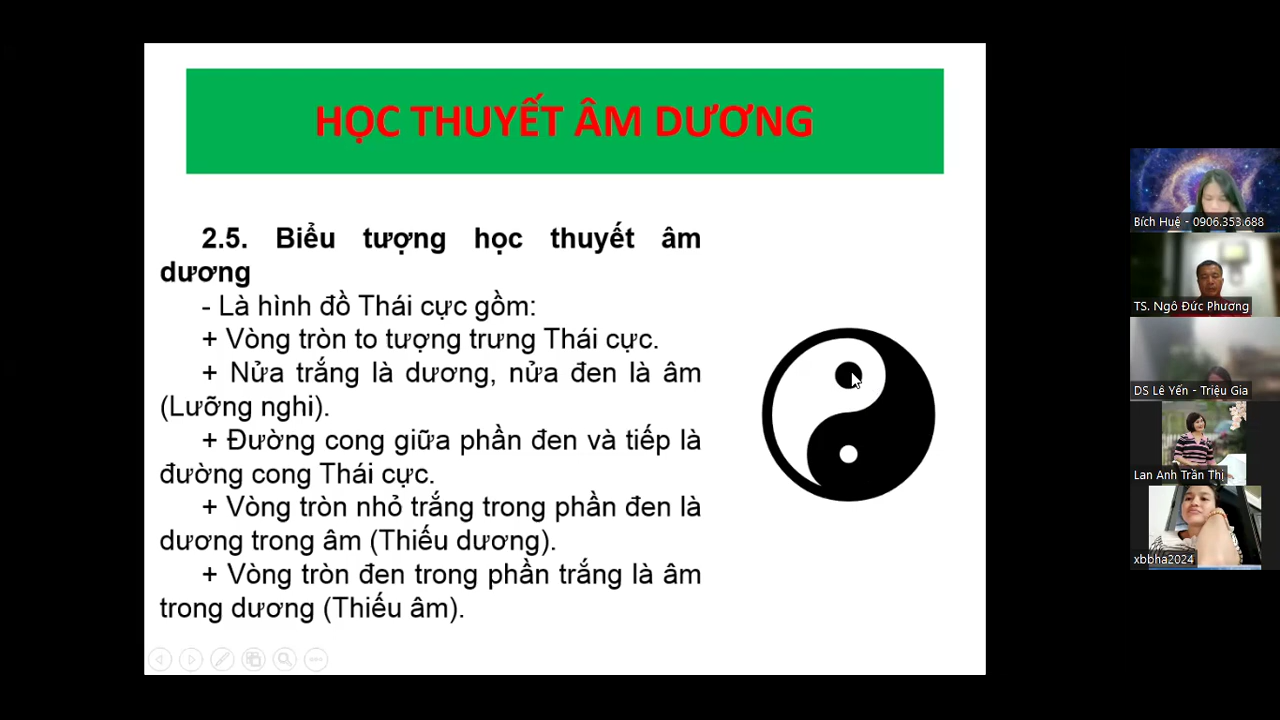 HỌC THUYẾT ÂM DƯƠNG
2.5. Biểu tượng học thuyết âm
dương
- Là hình đồ Thái cực gồm:
+ Vòng tròn to tượng trưng Thái cực.
+ Nửa trắng là dương, nửa đen là âm
(Lưỡng nghi).
+ Đường cong giữa phần đen và tiếp là
đường cong Thái cực.
+ Vòng tròn nhỏ trắng trong phần đen là
dương trong âm (Thiếu dương).
+ Vòng tròn đen trong phần trắng là âm
trong dương (Thiếu âm).
Bích Huệ - 0906.353.688
TS. Ngô Đức Phương
DS Lê Yến - Triệu Gia
Lan Anh Trần Thị
xbbha2024